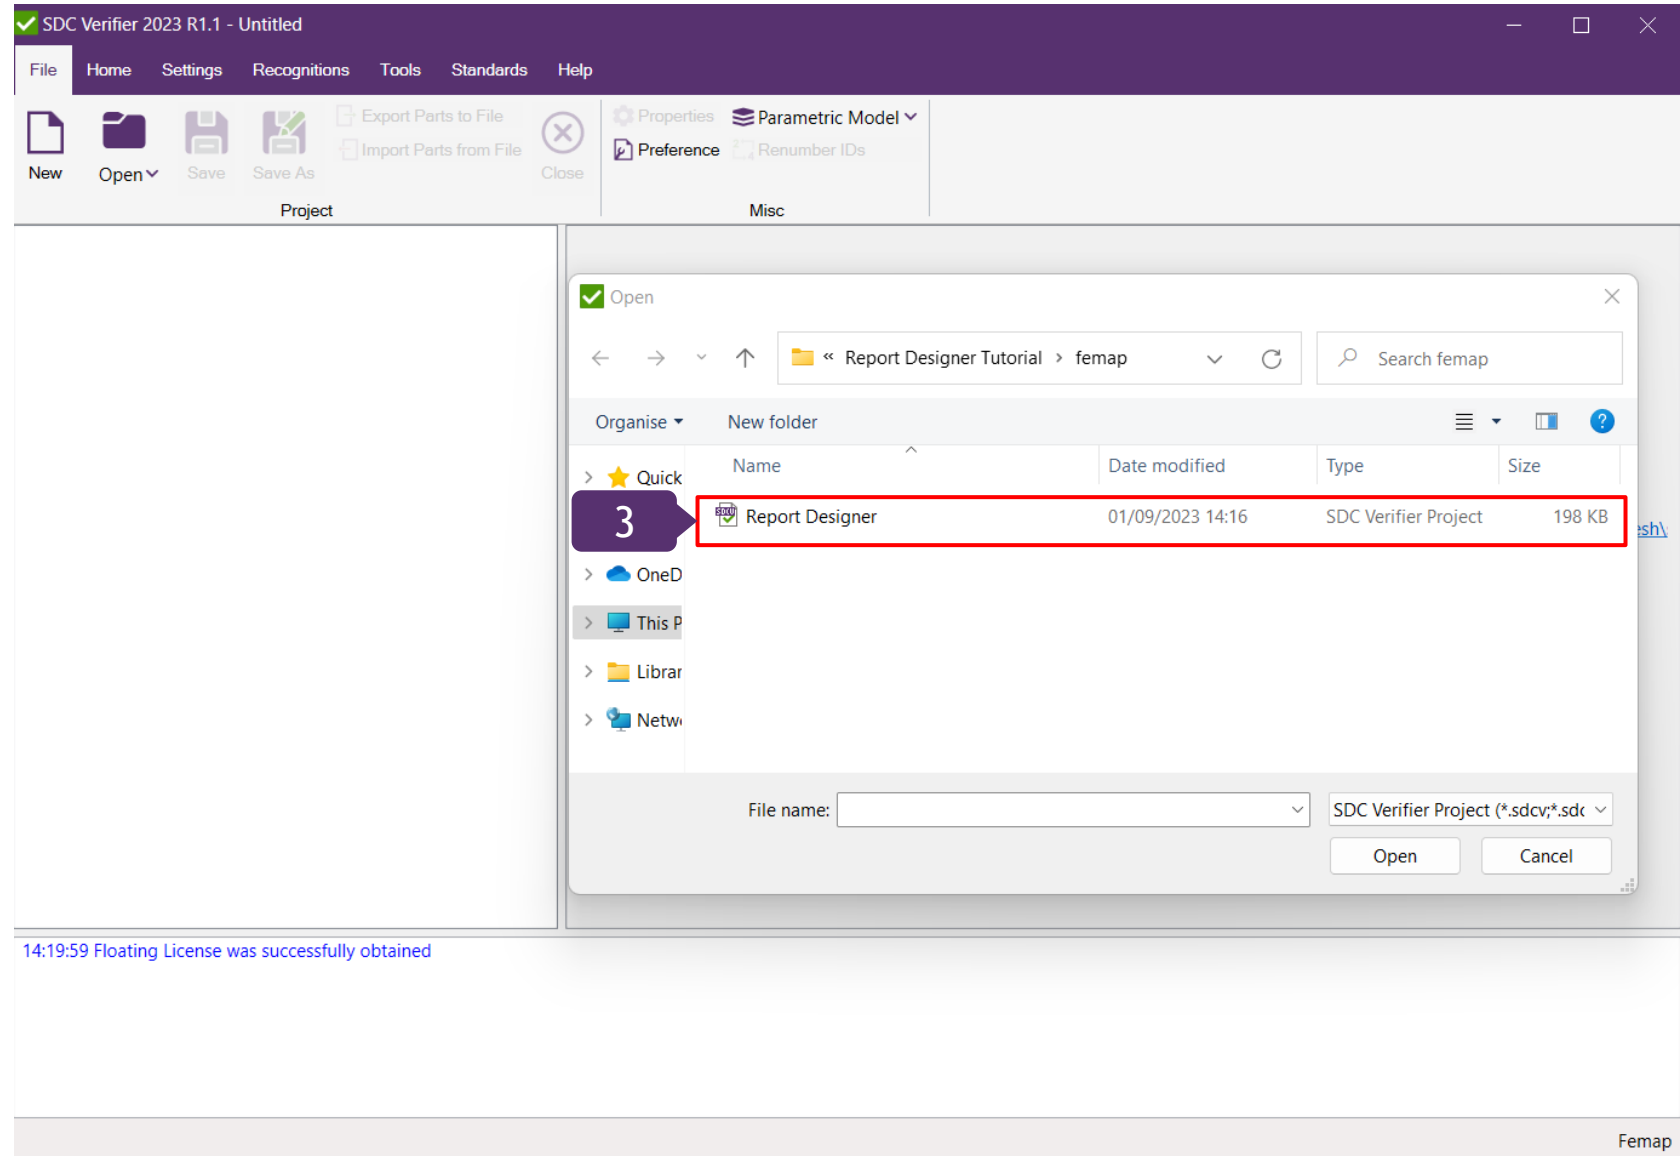 SDC Verifier 2023 R1.1 - Untitled
File Home Settings Recognitions Tools Standards Help
New Open Save Save As Export Parts to File Import Parts from File Close
Project
Properties Parametric Model
Preference Renumber IDs
Misc
Open
« Report Designer Tutorial > femap
Search femap
Organise New folder
Name Date modified Type Size
Quick
3
Report Designer 01/09/2023 14:16 SDC Verifier Project 198 KB
esh\
OneD
This P
Librar
Netw
File name: SDC Verifier Project (*.sdcv;*.sdc
Open Cancel
14:19:59 Floating License was successfully obtained
Femap